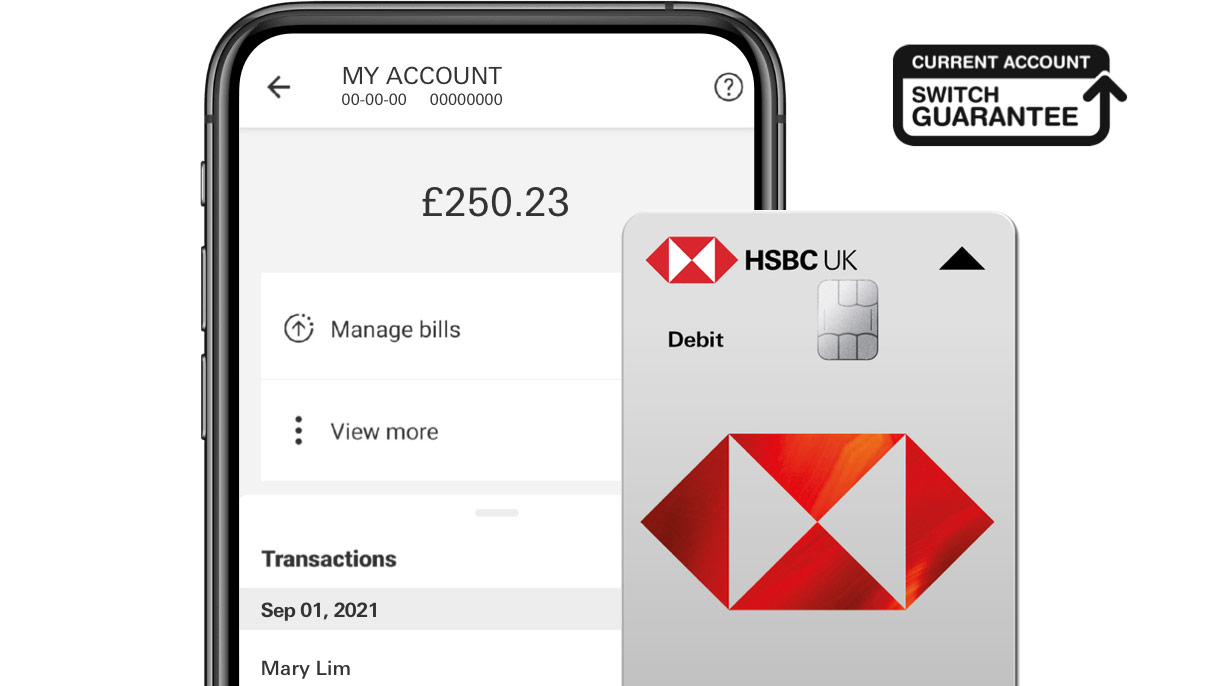 MY ACCOUNT
00-00-00 00000000
£250.23
Manage bills
View more
Transactions
Sep 01, 2021
Mary Lim
HSBC UK
Debit
CURRENT ACCOUNT
SWITCH
GUARANTEE